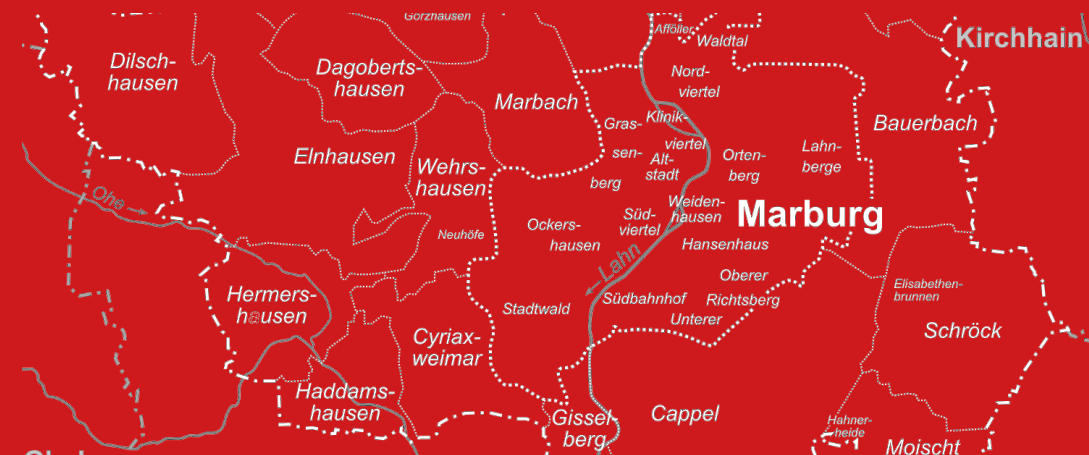 Görzhausen
Afföller
Waldtal
Kirchhain
Dilsch-
hausen
Dagoberts-
hausen
Nord-
viertel
Marbach
Gras-
sen-
berg
Klinik-
viertel
Bauerbach
Elnhausen
Wehrs-
hausen
Alt-
stadt
Orten-
berg
Lahn-
berge
Ohe
Weiden-
hausen
Marburg
Ockers-
hausen
Süd-
viertel
Neuhöfe
Hansenhaus
Lahn
Oberer
Richtsberg
Unterer
Elisabethen-
brunnen
Hermers-
hausen
Stadtwald
Südbahnhof
Schröck
Cyriax-
weimar
Haddams-
hausen
Gissel-
berg
Cappel
Hahner-
heide
Moischt